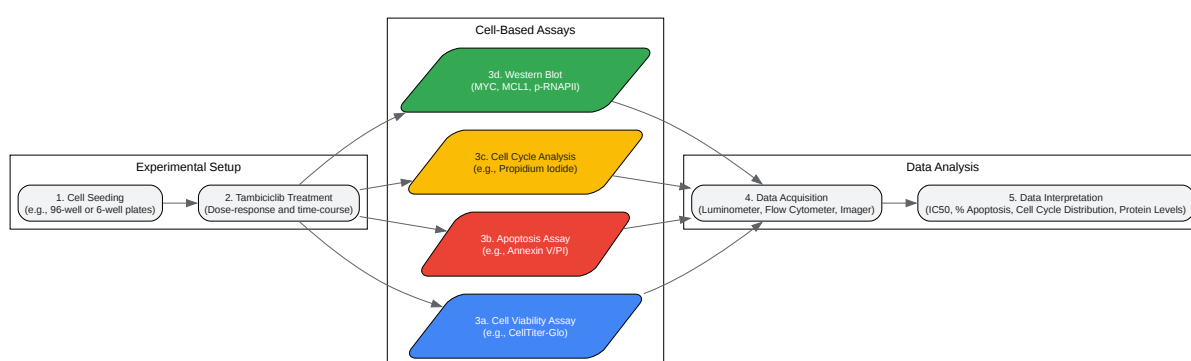 Experimental Setup
1. Cell Seeding
(e.g., 96-well or 6-well plates)
2. Tambiciclib Treatment
(Dose-response and time-course)
Cell-Based Assays
3d. Western Blot
(MYC, MCL1, p-RNAPII)
3c. Cell Cycle Analysis
(e.g., Propidium Iodide)
3b. Apoptosis Assay
(e.g., Annexin V/PI)
3a. Cell Viability Assay
(e.g., CellTiter-Glo)
Data Analysis
4. Data Acquisition
(Luminometer, Flow Cytometer, Imager)
5. Data Interpretation
(IC50, % Apoptosis, Cell Cycle Distribution, Protein Levels)